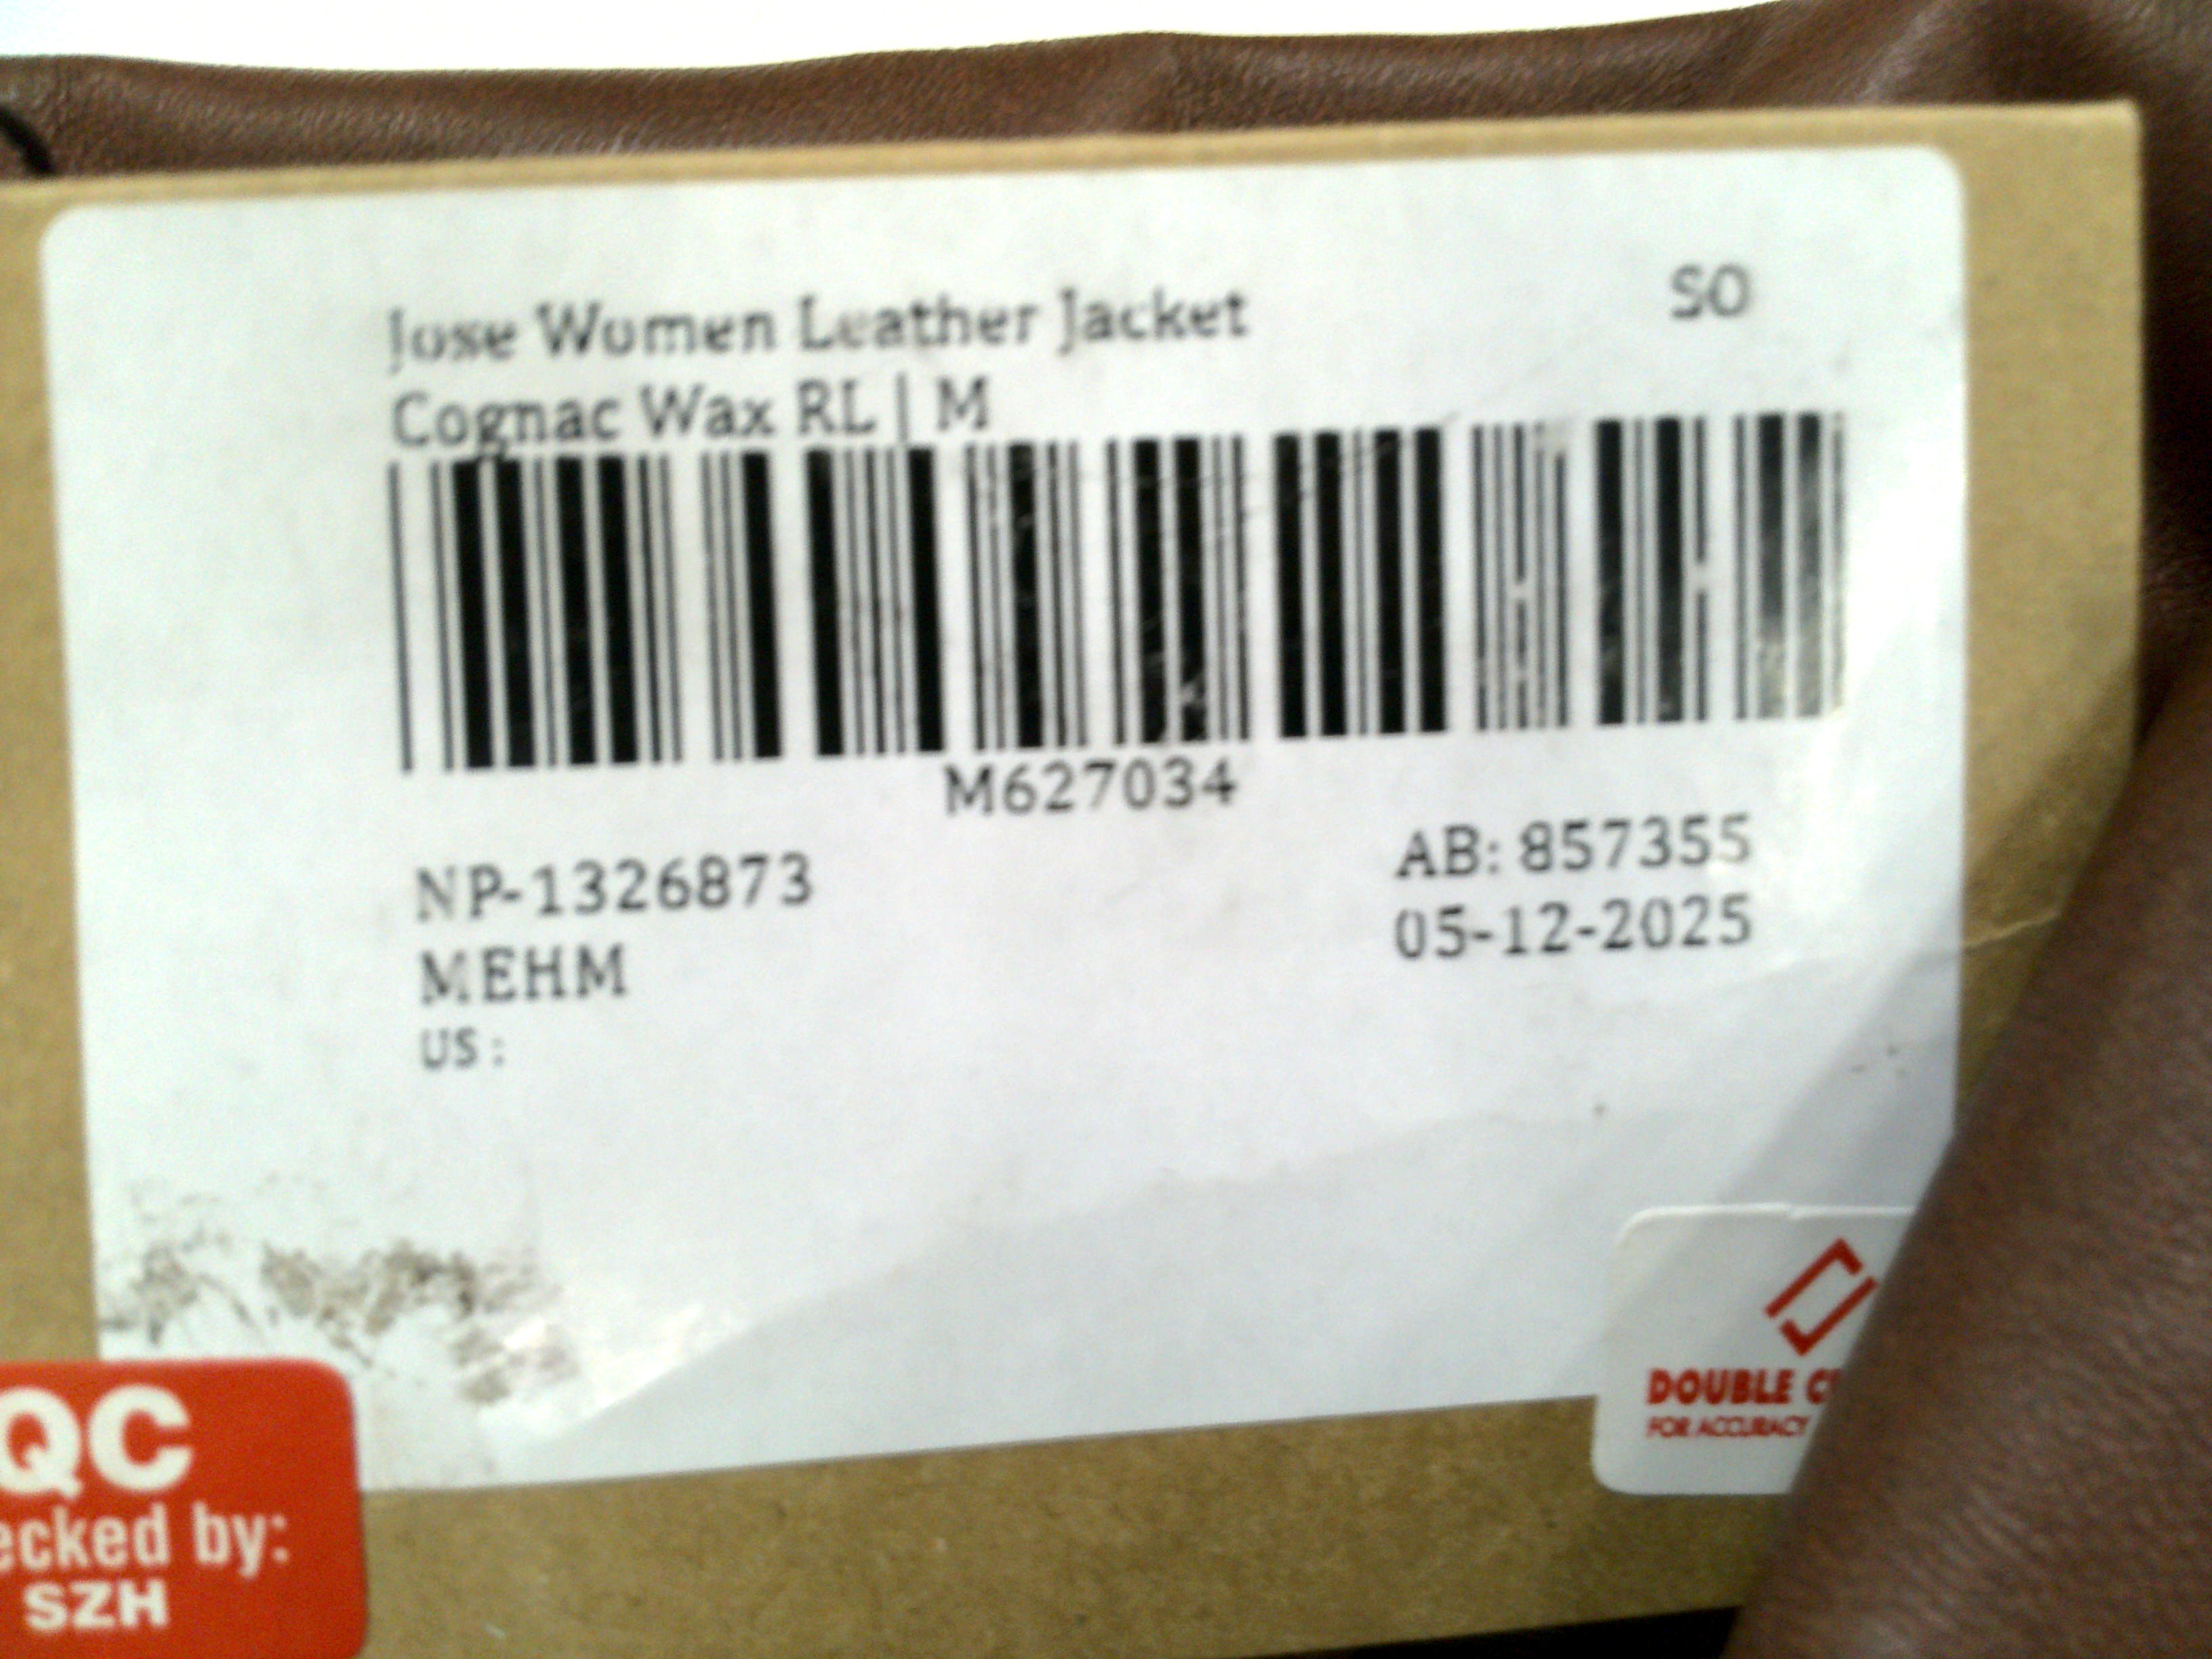 Jose Women Leather Jacket
SO
Cognac Wax RL | M
M627034
NP-1326873
AB: 857355
MEHM
05-12-2025
US :
DOUBLE
FOR ACCURACY
QC
ecked by:
SZH